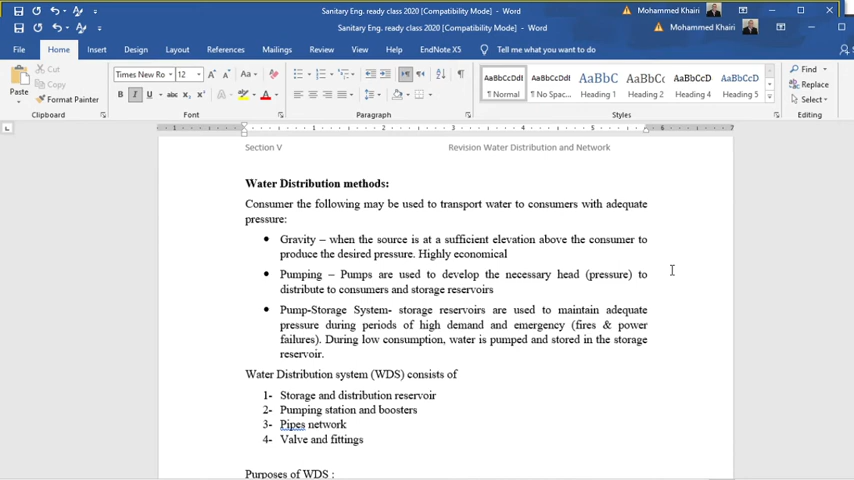 Sanitary Eng. ready class 2020 [Compatibility Mode] - Word
Mohammed Khairi
Sanitary Eng. ready class 2020 [Compatibility Mode] - Word
Mohammed Khairi
File Home Insert Design Layout References Mailings Review View Help EndNote X5 Tell me what you want to do
Cut
Copy
Paste
Format Painter
Clipboard
Times New Ro 12
Font
Paragraph
AaBbCcDdI AaBbCcDdI AaBbC AaBbCc AaBbCcD AaBbCcD
¶ Normal ¶ No Spac... Heading 1 Heading 2 Heading 4 Heading 5
Styles
Find
Replace
Select
Editing
1 1 2 3 4 5 6 7
Section V Revision Water Distribution and Network
Water Distribution methods:
Consumer the following may be used to transport water to consumers with adequate
pressure:
• Gravity – when the source is at a sufficient elevation above the consumer to
produce the desired pressure. Highly economical
• Pumping – Pumps are used to develop the necessary head (pressure) to
distribute to consumers and storage reservoirs
• Pump-Storage System- storage reservoirs are used to maintain adequate
pressure during periods of high demand and emergency (fires & power
failures). During low consumption, water is pumped and stored in the storage
reservoir.
Water Distribution system (WDS) consists of
1- Storage and distribution reservoir
2- Pumping station and boosters
3- Pipes network
4- Valve and fittings
Purposes of WDS :